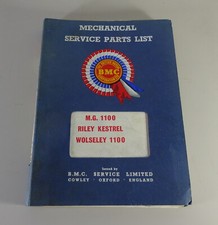 MECHANICAL
SERVICE PARTS LIST
BMC
M.G. 1100
RILEY KESTREL
WOLSELEY 1100
Issued by
B.M.C. SERVICE LIMITED
COWLEY · OXFORD · ENGLAND